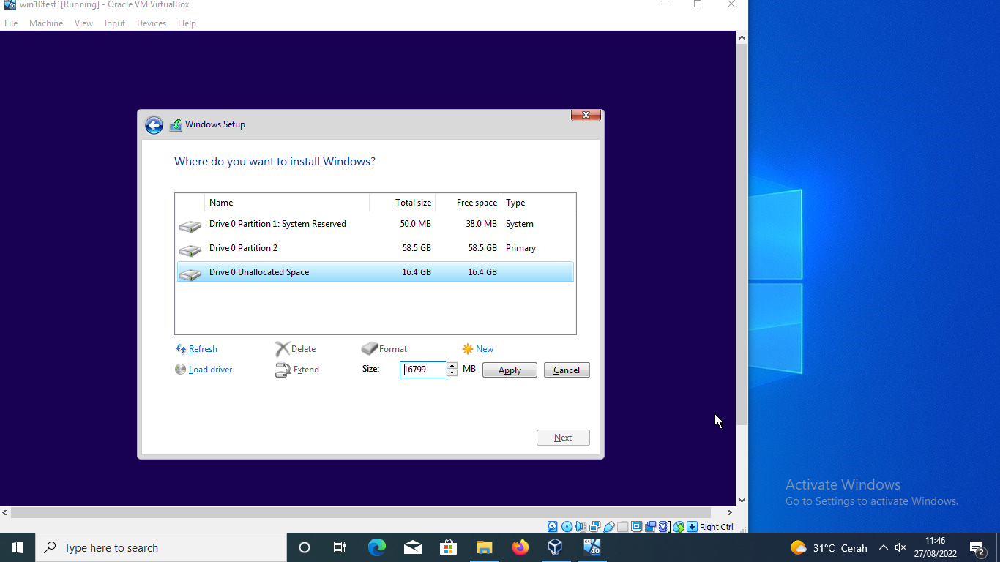 win10test` [Running] - Oracle VM VirtualBox
File Machine View Input Devices Help
Windows Setup
Where do you want to install Windows?
Name Total size Free space Type
Drive 0 Partition 1: System Reserved 50.0 MB 38.0 MB System
Drive 0 Partition 2 58.5 GB 58.5 GB Primary
Drive 0 Unallocated Space 16.4 GB 16.4 GB
Refresh Delete Format New
Load driver Extend Size: 16799 MB Apply Cancel
Next
Activate Windows
Go to Settings to activate Windows.
Right Ctrl
Type here to search
31°C Cerah
11:46
27/08/2022
2